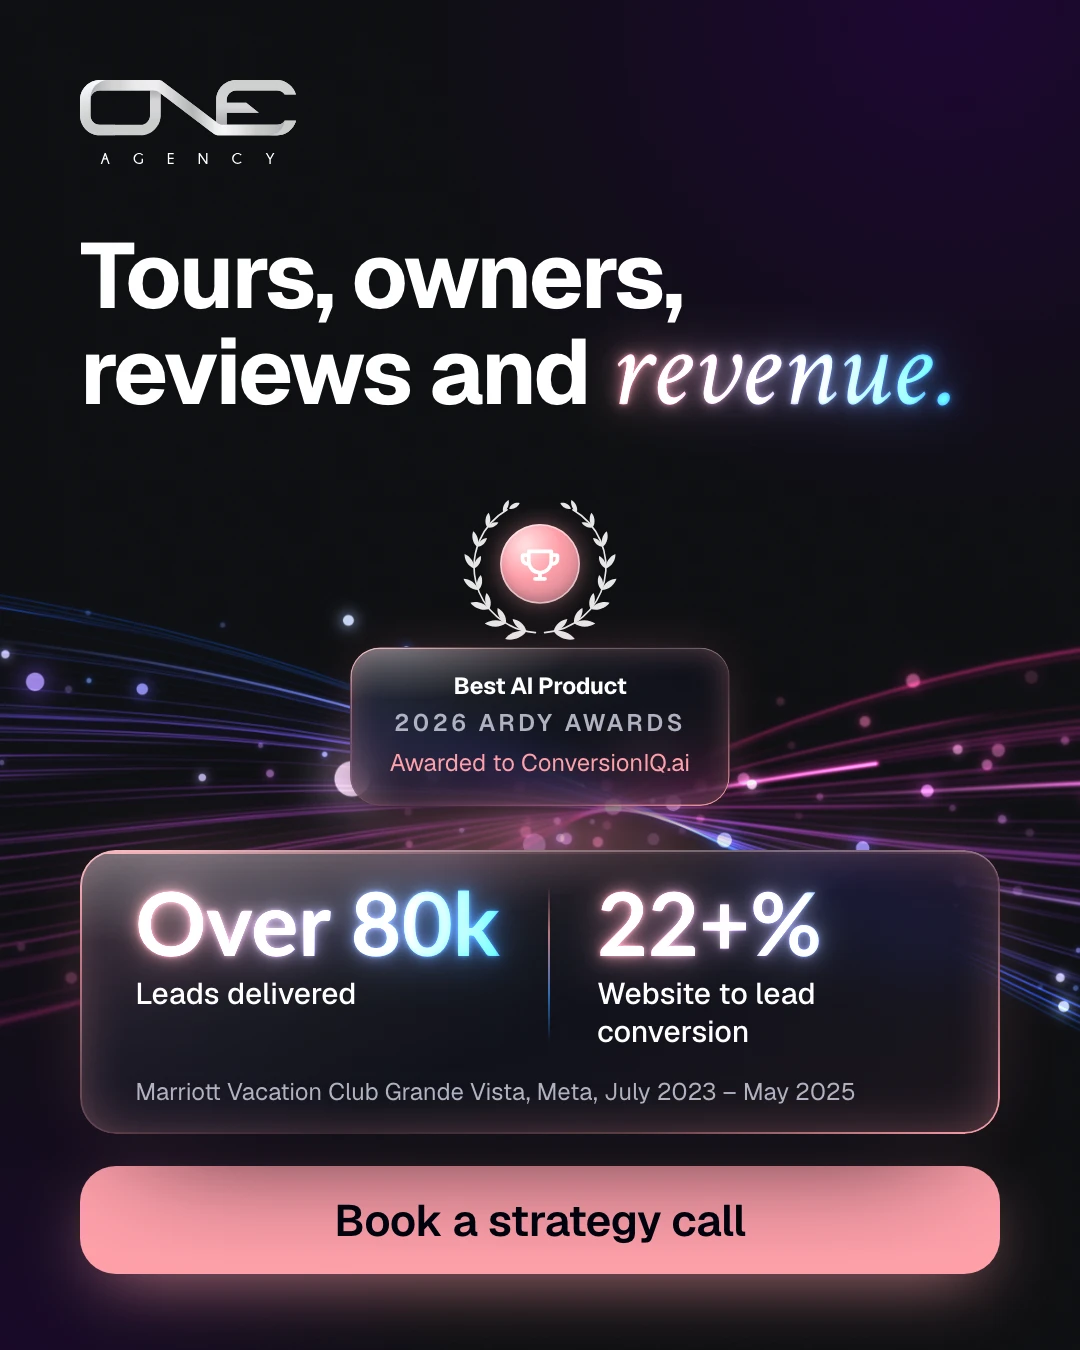 ONE
AGENCY
Tours, owners,
reviews and revenue.
Best AI Product
2026 ARDY AWARDS
Awarded to ConversionIQ.ai
Over 80k
Leads delivered
22+%
Website to lead
conversion
Marriott Vacation Club Grande Vista, Meta, July 2023 – May 2025
Book a strategy call